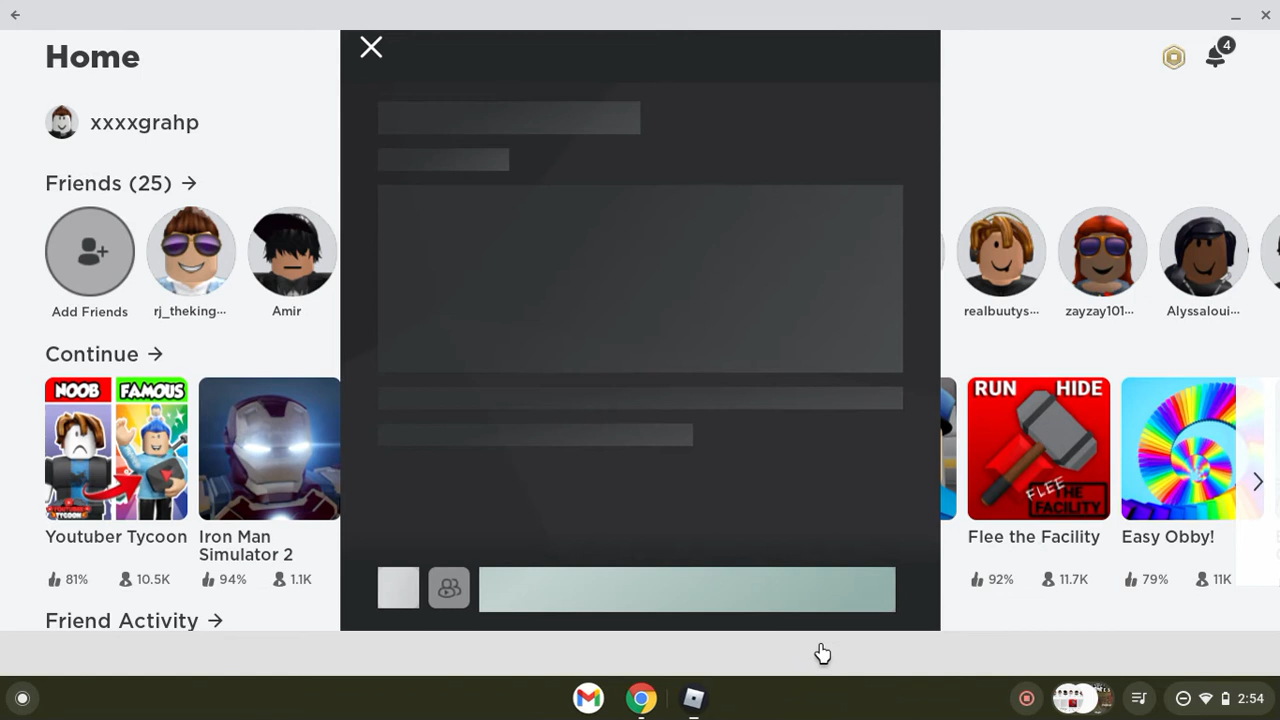 Home
4
xxxxgrahp
Friends (25) →
Add Friends
rj_theking...
Amir
realbuutys...
zayzay101...
Alyssaloui...
Continue →
NOOB FAMOUS
YOUTUBER TYCOON
RUN HIDE
FLEE THE FACILITY
Youtuber Tycoon
Iron Man
Simulator 2
Flee the Facility
Easy Obby!
81% 10.5K
94% 1.1K
92% 11.7K
79% 11K
Friend Activity →
2:54